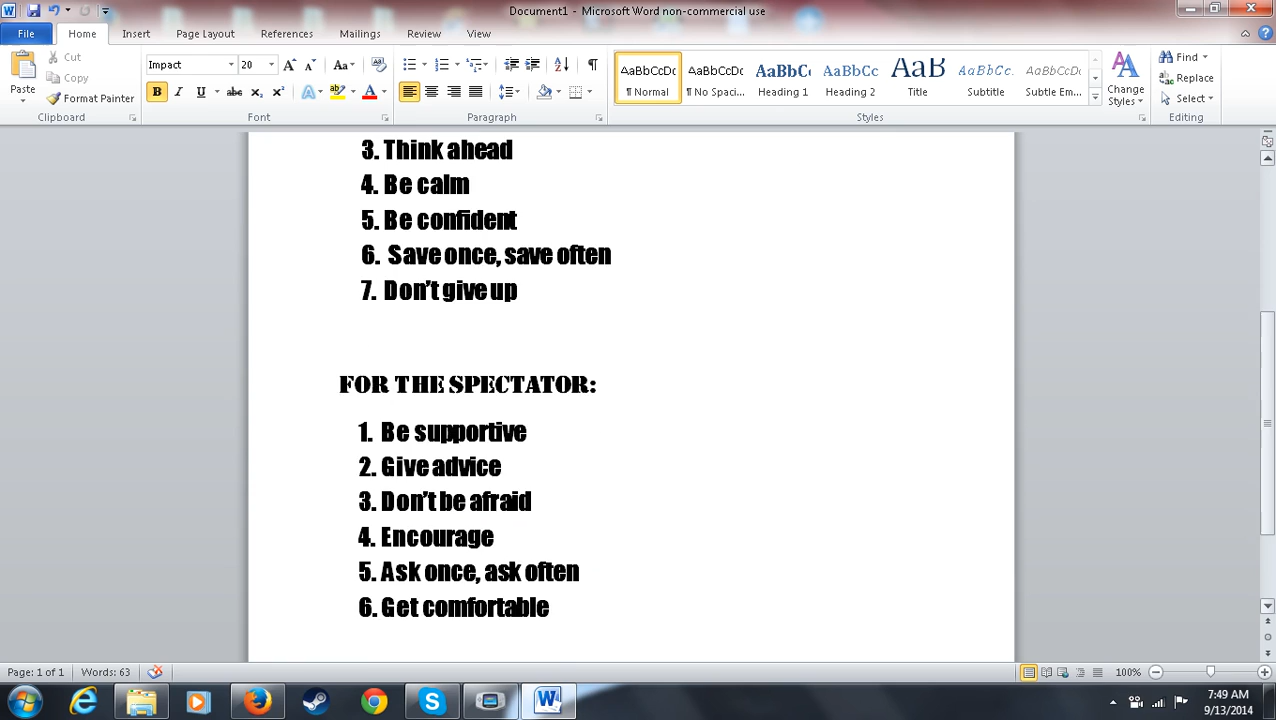 Document1 - Microsoft Word non-commercial use
File Home Insert Page Layout References Mailings Review View
Cut
Copy
Format Painter
Paste
Clipboard
Impact 20
Font
Paragraph
AaBbCcDc AaBbCcDc AaBbC AaBbCc AaB AaBbCc. AaBbCcDc
¶ Normal ¶ No Spaci... Heading 1 Heading 2 Title Subtitle Subtle Em...
Change Styles
Styles
Find
Replace
Select
Editing
3. Think ahead
4. Be calm
5. Be confident
6. Save once, save often
7. Don't give up
FOR THE SPECTATOR:
1. Be supportive
2. Give advice
3. Don't be afraid
4. Encourage
5. Ask once, ask often
6. Get comfortable
Page: 1 of 1 Words: 63 100%
7:49 AM
9/13/2014